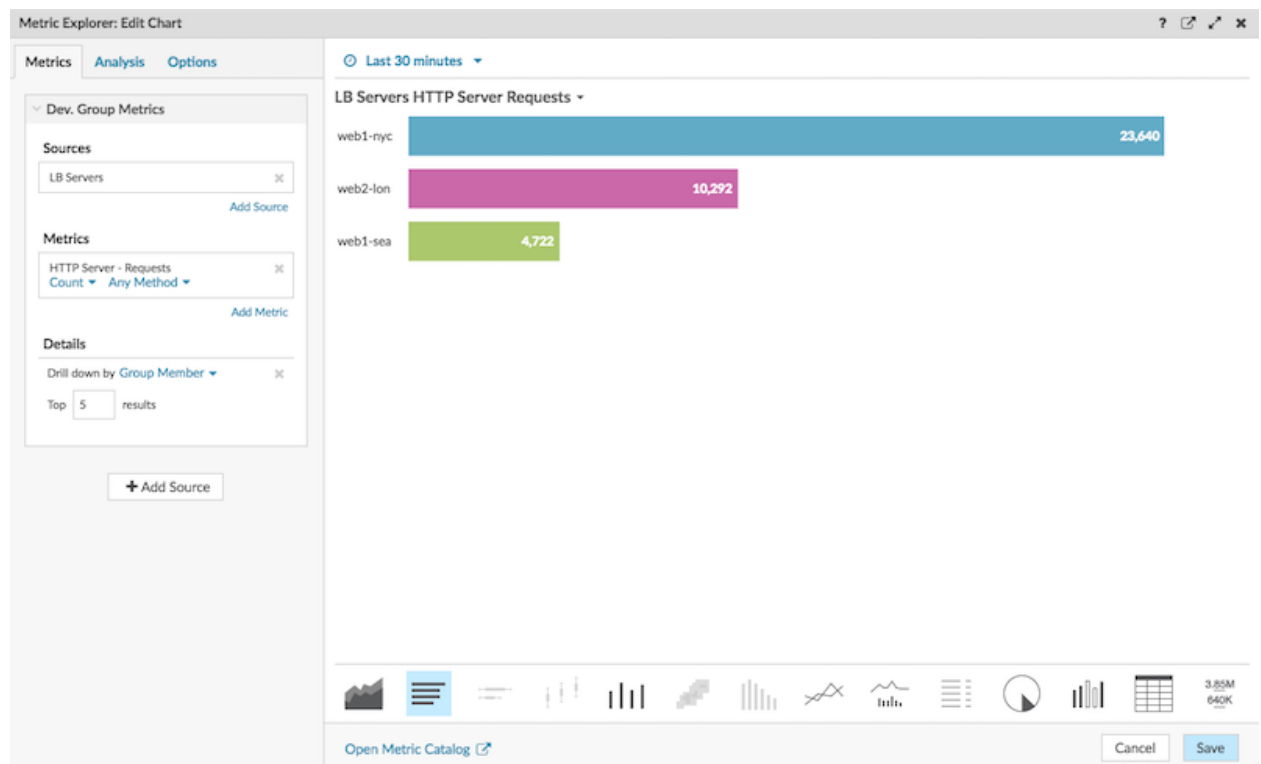 Metric Explorer: Edit Chart ?
Metrics Analysis Options
Last 30 minutes
Dev. Group Metrics
Sources
LB Servers
Add Source
Metrics
HTTP Server - Requests
Count Any Method
Add Metric
Details
Drill down by Group Member
Top 5 results
+ Add Source
LB Servers HTTP Server Requests
web1-nyc 23,640
web2-lon 10,292
web1-sea 4,722
3.85M
640K
Open Metric Catalog
Cancel Save